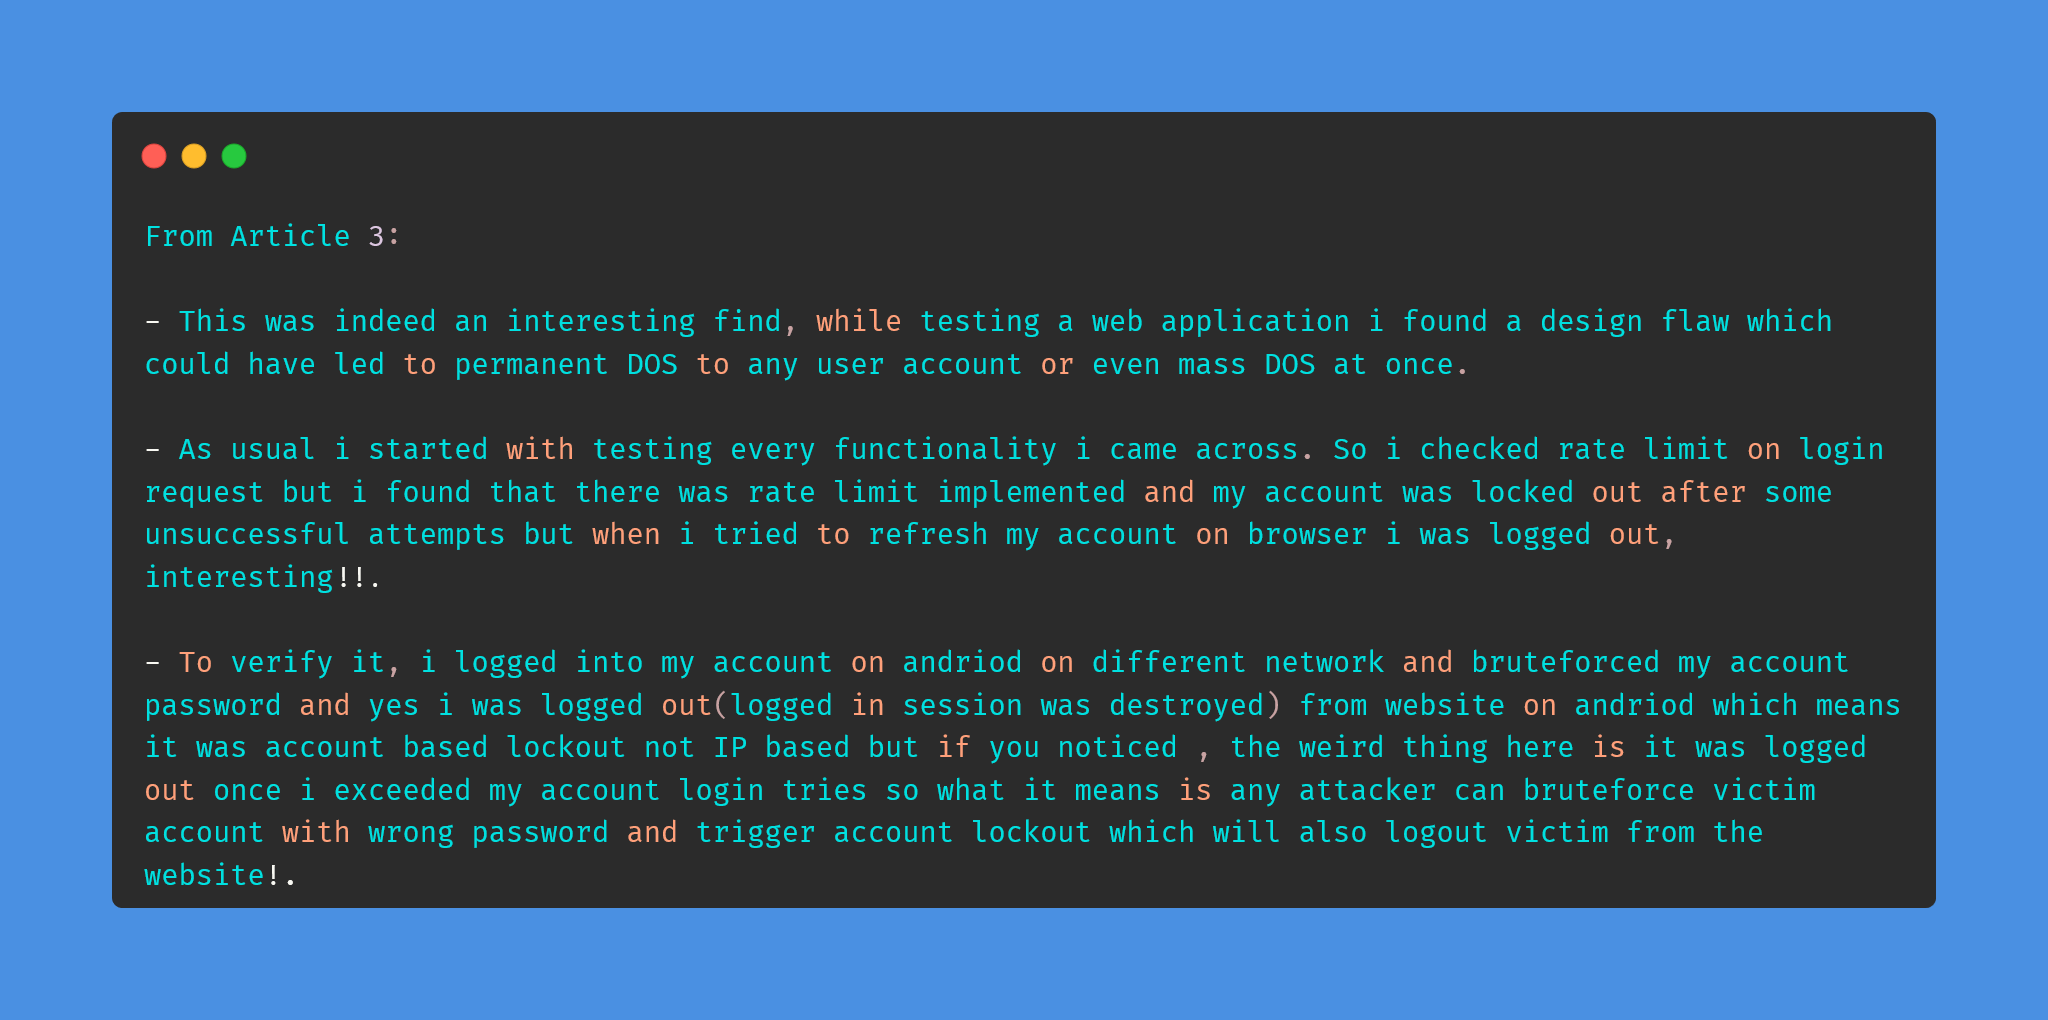 From Article 3:
- This was indeed an interesting find, while testing a web application i found a design flaw which
could have led to permanent DOS to any user account or even mass DOS at once.
- As usual i started with testing every functionality i came across. So i checked rate limit on login
request but i found that there was rate limit implemented and my account was locked out after some
unsuccessful attempts but when i tried to refresh my account on browser i was logged out,
interesting!!.
- To verify it, i logged into my account on andriod on different network and bruteforced my account
password and yes i was logged out(logged in session was destroyed) from website on andriod which means
it was account based lockout not IP based but if you noticed , the weird thing here is it was logged
out once i exceeded my account login tries so what it means is any attacker can bruteforce victim
account with wrong password and trigger account lockout which will also logout victim from the
website!.